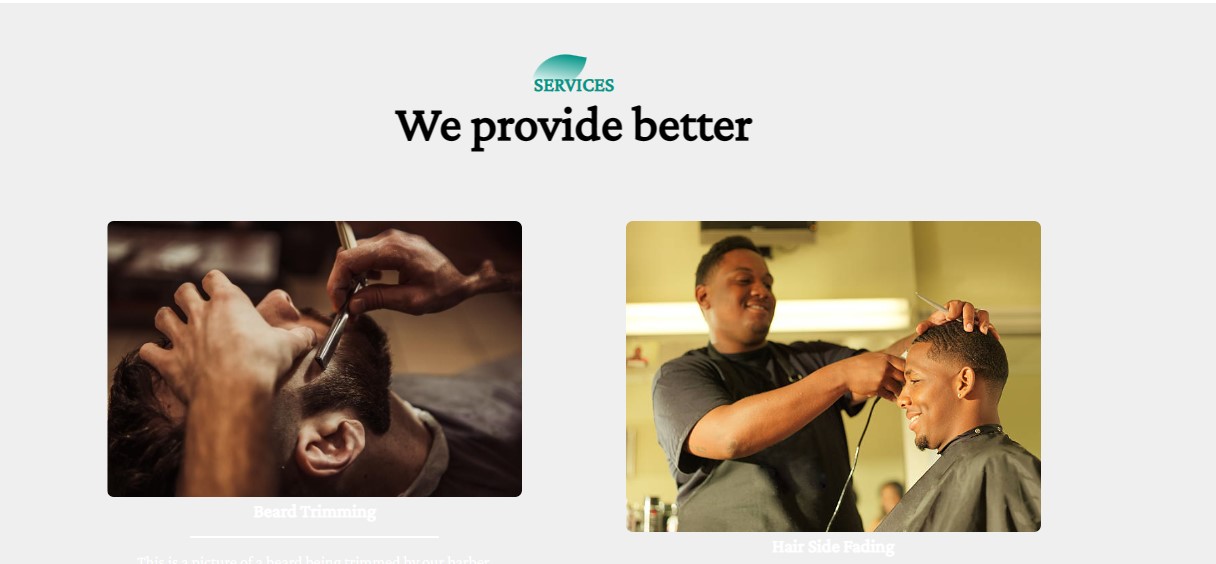 SERVICES
We provide better
Beard Trimming
This is a picture of a beard being trimmed by our barber
Hair Side Fading